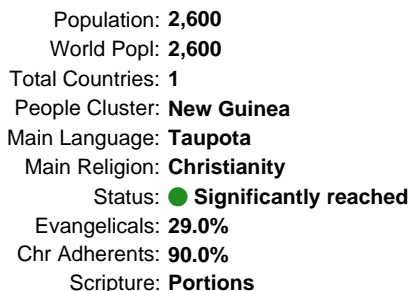 Population: 2,600
World Popl: 2,600
Total Countries: 1
People Cluster: New Guinea
Main Language: Taupota
Main Religion: Christianity
Status: Significantly reached
Evangelicals: 29.0%
Chr Adherents: 90.0%
Scripture: Portions